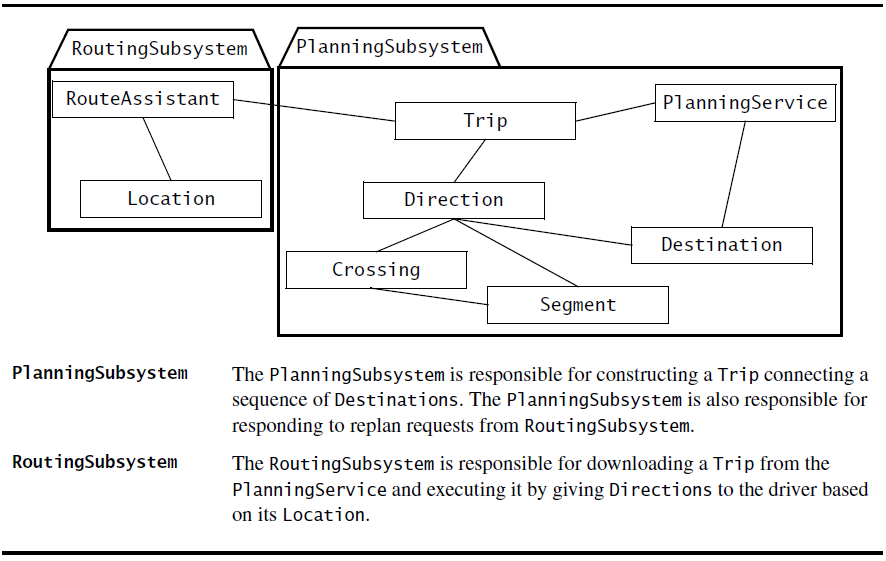 RoutingSubsystem
PlanningSubsystem
RouteAssistant
Trip
PlanningService
Location
Direction
Destination
Crossing
Segment
PlanningSubsystem
The PlanningSubsystem is responsible for constructing a Trip connecting a
sequence of Destinations. The PlanningSubsystem is also responsible for
responding to replan requests from RoutingSubsystem.
RoutingSubsystem
The RoutingSubsystem is responsible for downloading a Trip from the
PlanningService and executing it by giving Directions to the driver based
on its Location.